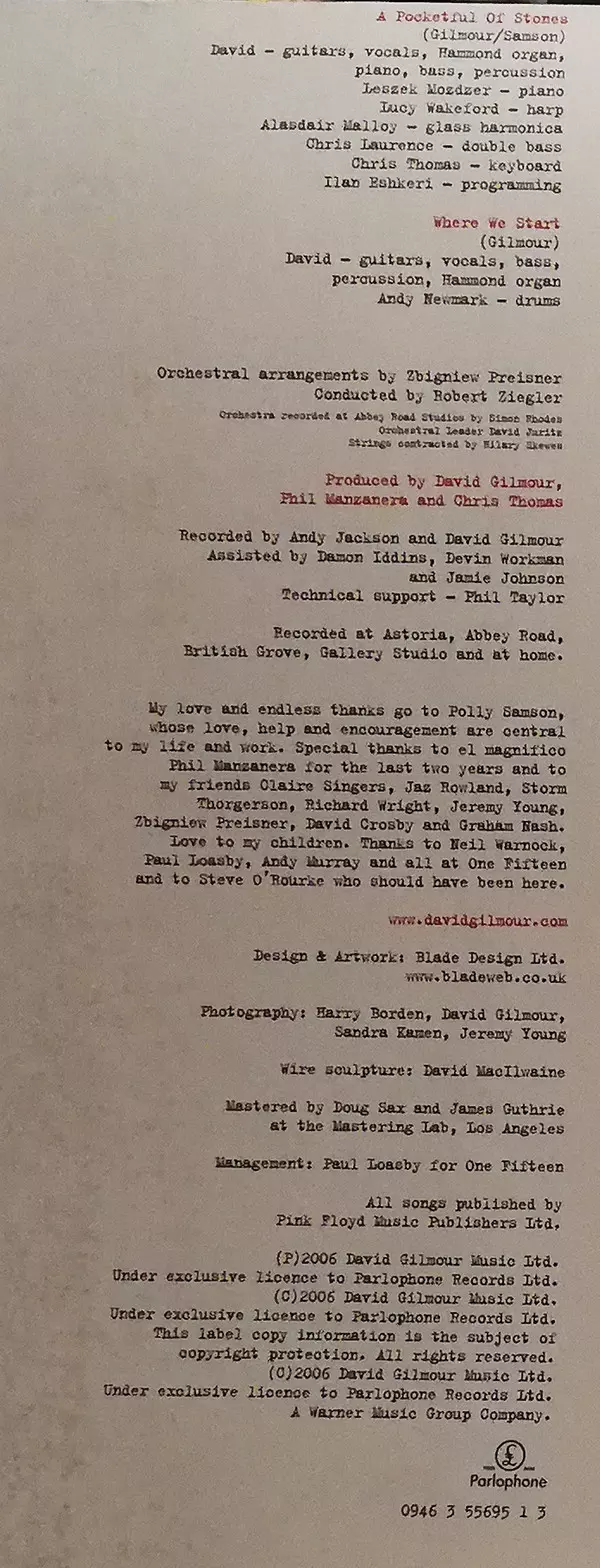 A Pocketful Of Stones
(Gilmour/Samson)
David - guitars, vocals, Hammond organ,
piano, bass, percussion
Leszek Mozdzer - piano
Lucy Wakeford - harp
Alasdair Malloy - glass harmonica
Chris Laurence - double bass
Chris Thomas - keyboard
Ilan Eshkeri - programming
Where We Start
(Gilmour)
David - guitars, vocals, bass,
percussion, Hammond organ
Andy Newmark - drums
Orchestral arrangements by Zbigniew Preisner
Conducted by Robert Ziegler
Orchestra recorded at Abbey Road Studios by Simon Rhodes
Orchestral Leader David Juritz
Strings contracted by Hilary Skewes
Produced by David Gilmour,
Phil Manzanera and Chris Thomas
Recorded by Andy Jackson and David Gilmour
Assisted by Damon Iddins, Devin Workman
and Jamie Johnson
Technical support - Phil Taylor
Recorded at Astoria, Abbey Road,
British Grove, Gallery Studio and at home.
My love and endless thanks go to Polly Samson,
whose love, help and encouragement are central
to my life and work. Special thanks to el magnifico
Phil Manzanera for the last two years and to
my friends Claire Singers, Jaz Rowland, Storm
Thorgerson, Richard Wright, Jeremy Young,
Zbigniew Preisner, David Crosby and Graham Nash.
Love to my children. Thanks to Neil Warnock,
Paul Loasby, Andy Murray and all at One Fifteen
and to Steve O'Rourke who should have been here.
www.davidgilmour.com
Design & Artwork: Blade Design Ltd.
www.bladeweb.co.uk
Photography: Harry Borden, David Gilmour,
Sandra Kamen, Jeremy Young
Wire sculpture: David MacIlwaine
Mastered by Doug Sax and James Guthrie
at the Mastering Lab, Los Angeles
Management: Paul Loasby for One Fifteen
All songs published by
Pink Floyd Music Publishers Ltd.
(P)2006 David Gilmour Music Ltd.
Under exclusive licence to Parlophone Records Ltd.
(C)2006 David Gilmour Music Ltd.
Under exclusive licence to Parlophone Records Ltd.
This label copy information is the subject of
copyright protection. All rights reserved.
(C)2006 David Gilmour Music Ltd.
Under exclusive licence to Parlophone Records Ltd.
A Warner Music Group Company.
£
Parlophone
0946 3 55695 1 3